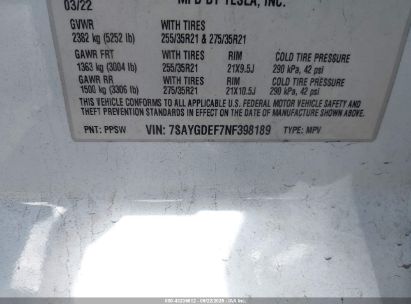 03/22 MFD BY TESLA, INC.
GVWR WITH TIRES
2382 kg (5252 lb) 255/35R21 & 275/35R21
GAWR FRT WITH TIRES RIM COLD TIRE PRESSURE
1363 kg (3004 lb) 255/35R21 21X9.5J 290 kPa, 42 psi
GAWR RR WITH TIRES RIM COLD TIRE PRESSURE
1500 kg (3306 lb) 275/35R21 21X10.5J 290 kPa, 42 psi
THIS VEHICLE CONFORMS TO ALL APPLICABLE U.S. FEDERAL MOTOR VEHICLE SAFETY AND
THEFT PREVENTION STANDARDS IN EFFECT ON THE DATE OF MANUFACTURE SHOWN ABOVE.
PNT: PPSW VIN: 7SAYGDEF7NF398189 TYPE: MPV